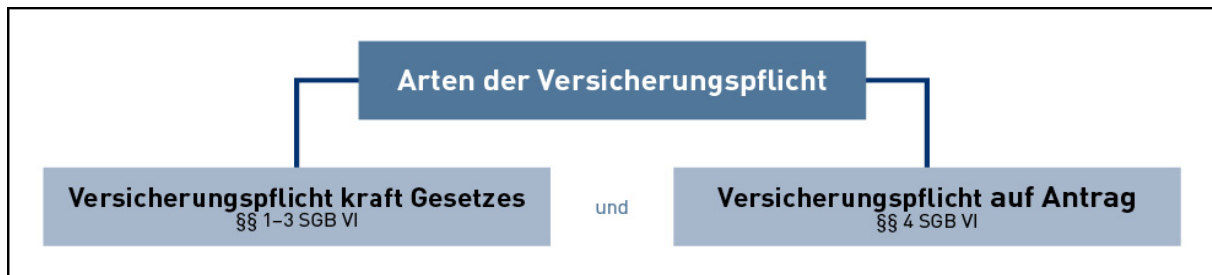 Arten der Versicherungspflicht
Versicherungspflicht kraft Gesetzes
§§ 1–3 SGB VI
und
Versicherungspflicht auf Antrag
§§ 4 SGB VI